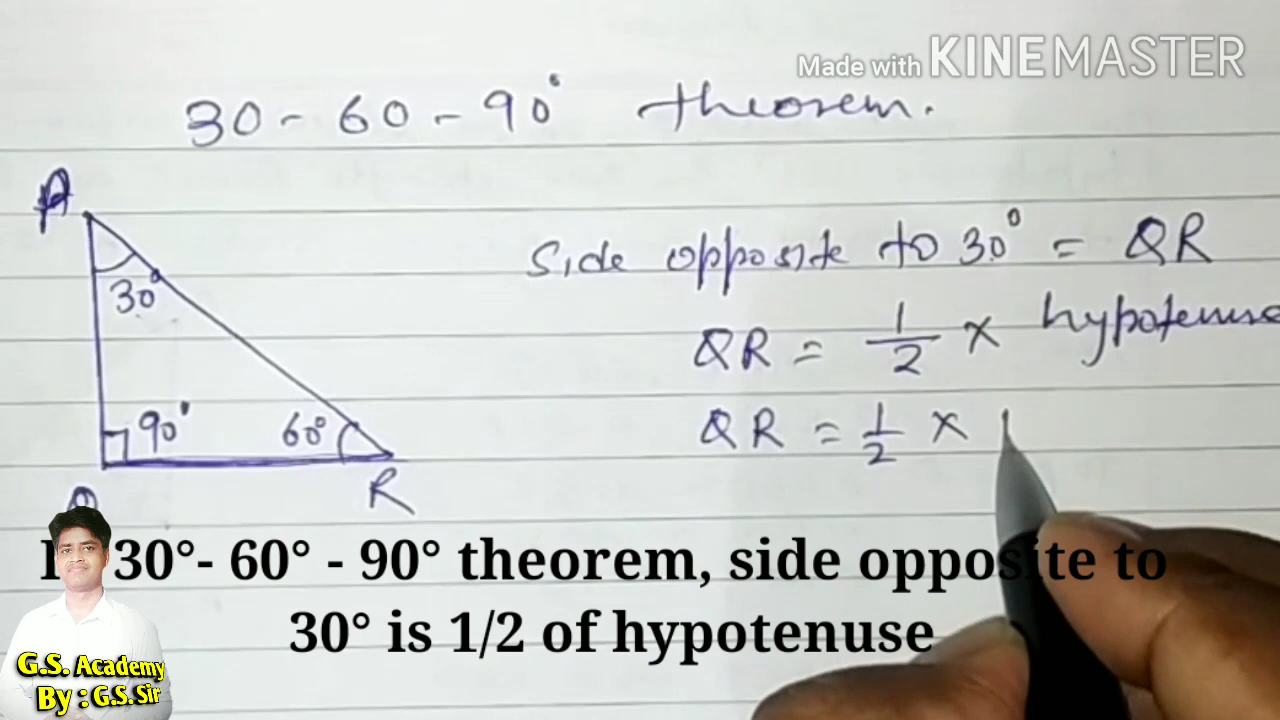 Made with KINEMASTER
30 - 60 - 90° theorem.
P
30°
90°
60°
R
Side opposite to 30° = QR
QR = 1/2 × hypotenuse
QR = 1/2 ×
30°- 60° - 90° theorem, side opposite to
30° is 1/2 of hypotenuse
G.S. Academy
By : G.S. Sir